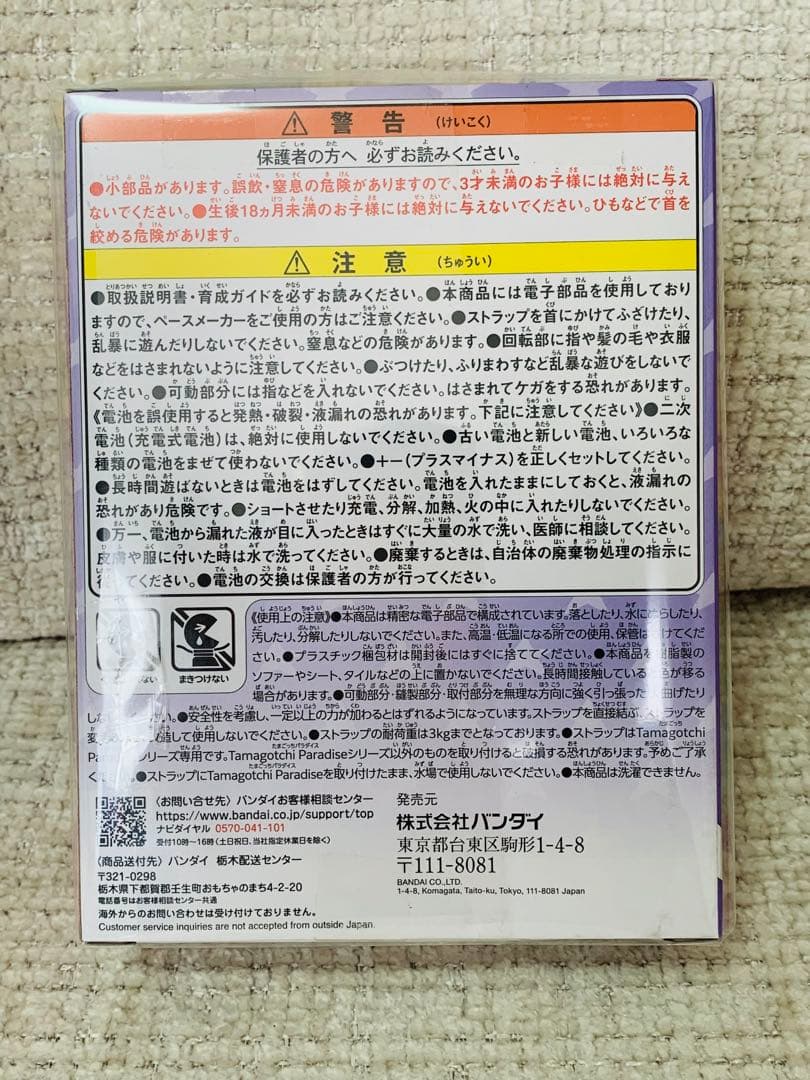 ⚠ 警告 (けいこく)
保護者の方へ 必ずお読みください。
●小部品があります。誤飲・窒息の危険がありますので、3才未満のお子様には絶対に与え
ないでください。●生後18ヵ月未満のお子様には絶対に与えないでください。ひもなどで首を
絞める危険があります。
⚠ 注意 (ちゅうい)
●取扱説明書・育成ガイドを必ずお読みください。●本商品には電子部品を使用しており
ますので、ペースメーカーをご使用の方はご注意ください。●ストラップを首にかけてふざけたり、
乱暴に遊んだりしないでください。窒息などの危険があります。●回転部に指や髪の毛や衣服
などをはさまれないように注意してください。●ぶつけたり、ふりまわすなど乱暴な遊びをしないで
ください。●可動部分には指などを入れないでください。はさまれてケガをする恐れがあります。
《電池を誤使用すると発熱・破裂・液漏れの恐れがあります。下記に注意してください》●二次
電池(充電式電池)は、絶対に使用しないでください。●古い電池と新しい電池、いろいろな
種類の電池をまぜて使わないでください。●+-(プラスマイナス)を正しくセットしてください。
●長時間遊ばないときは電池をはずしてください。電池を入れたままにしておくと、液漏れの
恐れがあり危険です。●ショートさせたり充電、分解、加熱、火の中に入れたりしないでください。
●万一、電池から漏れた液が目に入ったときはすぐに大量の水で洗い、医師に相談してください。
皮膚や服に付いた時は水で洗ってください。●廃棄するときは、自治体の廃棄物処理の指示に
てください。●電池の交換は保護者の方が行ってください。
ない
まきつけない
《使用上の注意》●本商品は精密な電子部品で構成されています。落としたり、水にぬらしたり、
汚したり、分解したりしないでください。また、高温・低温になる所での使用、保管は けてくだ
さい。●プラスチック梱包材は開封後にはすぐに捨ててください。●本商品を 樹脂製の
ソファーやシート、タイルなどの上に置かないでください。長時間接触している 色が移る
場合があります。●可動部分・縫製部分・取付部分を無理な方向に強く引っ張った 曲げたり
しな さい。●安全性を考慮し、一定以上の力が加わるとはずれるようになっています。ストラップを直接結ぶ、ストラップを
変 して使用しないでください。●ストラップの耐荷重は3kgまでとなっております。●ストラップはTamagotchi
Pa シリーズ専用です。Tamagotchi Paradiseシリーズ以外のものを取り付けると破損する恐れがあります。予めご了承
く い。●ストラップにTamagotchi Paradiseを取り付けたまま、水場で使用しないでください。●本商品は洗濯できません。
〈お問い合せ先〉バンダイお客様相談センター
https://www.bandai.co.jp/support/top
ナビダイヤル 0570-041-101
受付10時~16時(土日祝日、当社指定休業日を除く)
〈商品送付先〉バンダイ 栃木配送センター
〒321-0298
栃木県下都賀郡壬生町おもちゃのまち4-2-20
電話番号はお客様相談センター共通
海外からのお問い合わせは受け付けておりません。
Customer service inquiries are not accepted from outside Japan.
発売元
株式会社バンダイ
東京都台東区駒形1-4-8
〒111-8081
BANDAI CO.,LTD.
1-4-8, Komagata, Taito-ku, Tokyo, 111-8081 Japan